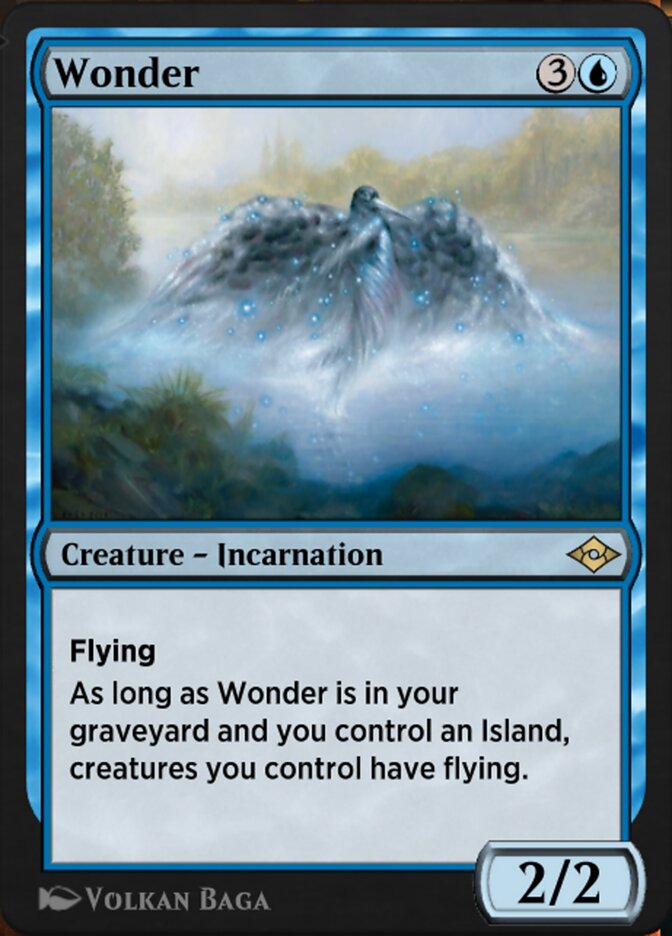 Wonder 3
Creature – Incarnation
Flying
As long as Wonder is in your
graveyard and you control an Island,
creatures you control have flying.
2/2
Volkan Baga